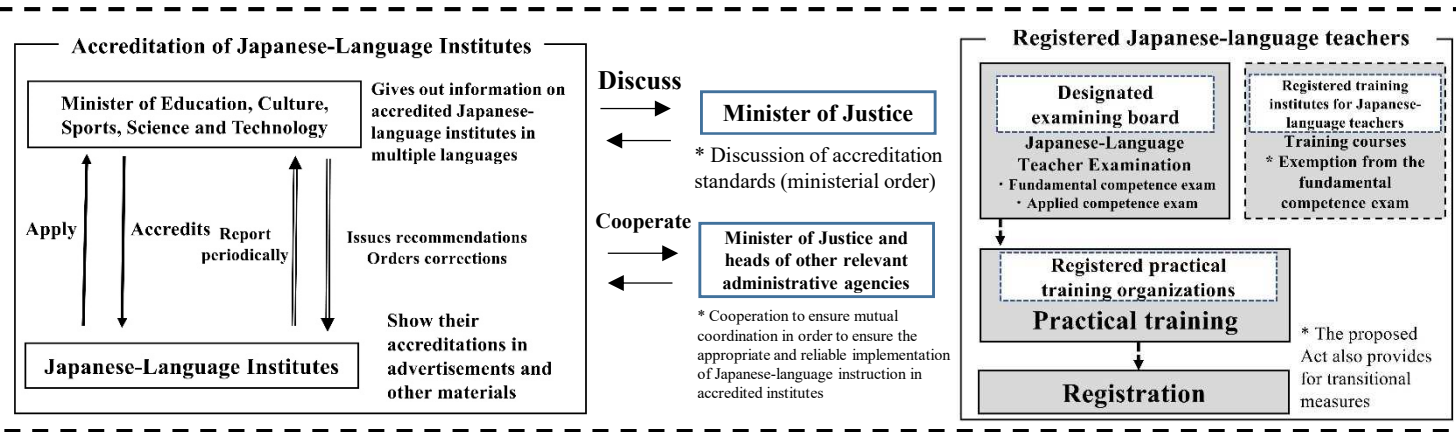 Accreditation of Japanese-Language Institutes
Minister of Education, Culture,
Sports, Science and Technology
Gives out information on
accredited Japanese-
language institutes in
multiple languages
Apply
Accredits
Report
periodically
Issues recommendations
Orders corrections
Japanese-Language Institutes
Show their
accreditations in
advertisements and
other materials
Discuss
Minister of Justice
* Discussion of accreditation
standards (ministerial order)
Cooperate
Minister of Justice and
heads of other relevant
administrative agencies
* Cooperation to ensure mutual
coordination in order to ensure the
appropriate and reliable implementation
of Japanese-language instruction in
accredited institutes
Registered Japanese-language teachers
Designated
examining board
Japanese-Language
Teacher Examination
・Fundamental competence exam
・Applied competence exam
Registered training
institutes for Japanese-
language teachers
Training courses
* Exemption from the
fundamental
competence exam
Registered practical
training organizations
Practical training
Registration
* The proposed
Act also provides
for transitional
measures